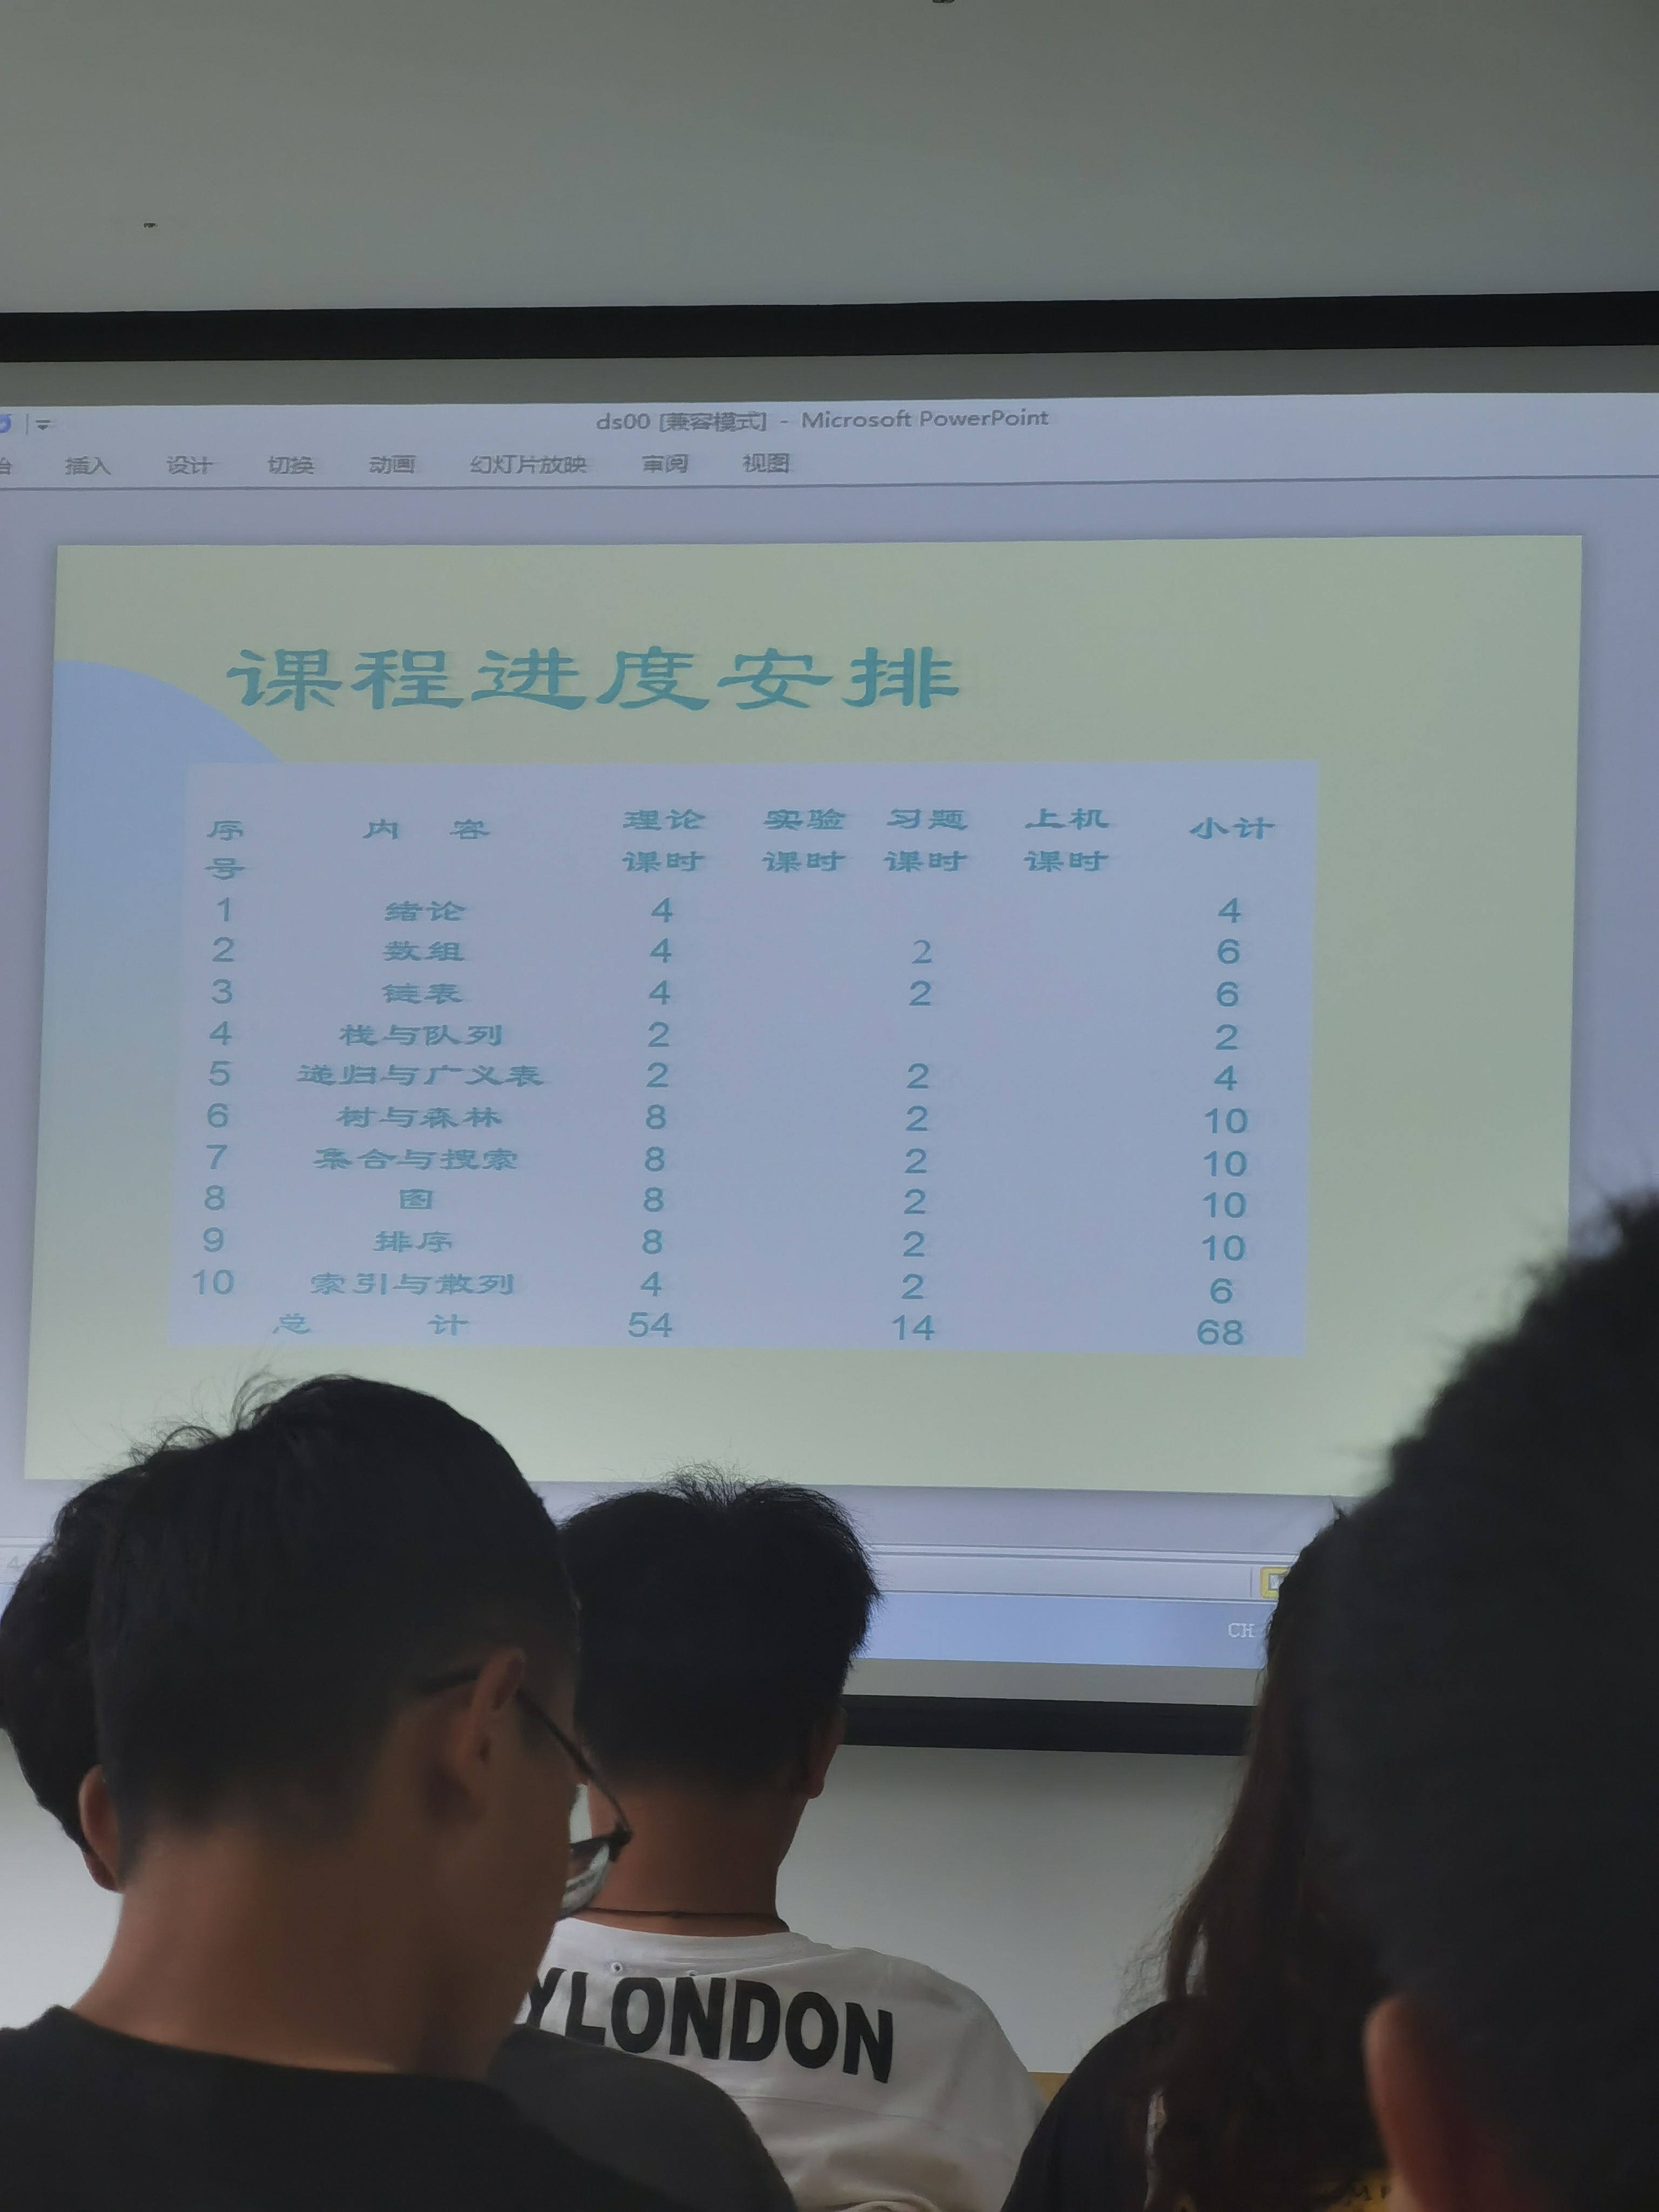 ds00 [兼容模式] - Microsoft PowerPoint
插入 设计 切换 动画 幻灯片放映 审阅 视图
课程进度安排
序号 内 容 理论课时 实验课时 习题课时 上机课时 小计
1 绪论 4 4
2 数组 4 2 6
3 链表 4 2 6
4 栈与队列 2 2
5 递归与广义表 2 2 4
6 树与森林 8 2 10
7 集合与搜索 8 2 10
8 图 8 2 10
9 排序 8 2 10
10 索引与散列 4 2 6
总 计 54 14 68
CH
YLONDON